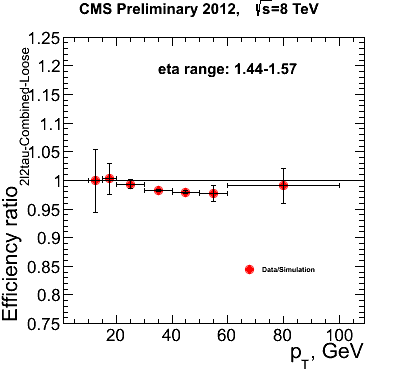 CMS Preliminary 2012, √s=8 TeV
eta range: 1.44-1.57
Efficiency ratio 2l2tau-Combined-Loose
1.25
1.2
1.15
1.1
1.05
1
0.95
0.9
0.85
0.8
0.75
Data/Simulation
20 40 60 80 100
pT, GeV